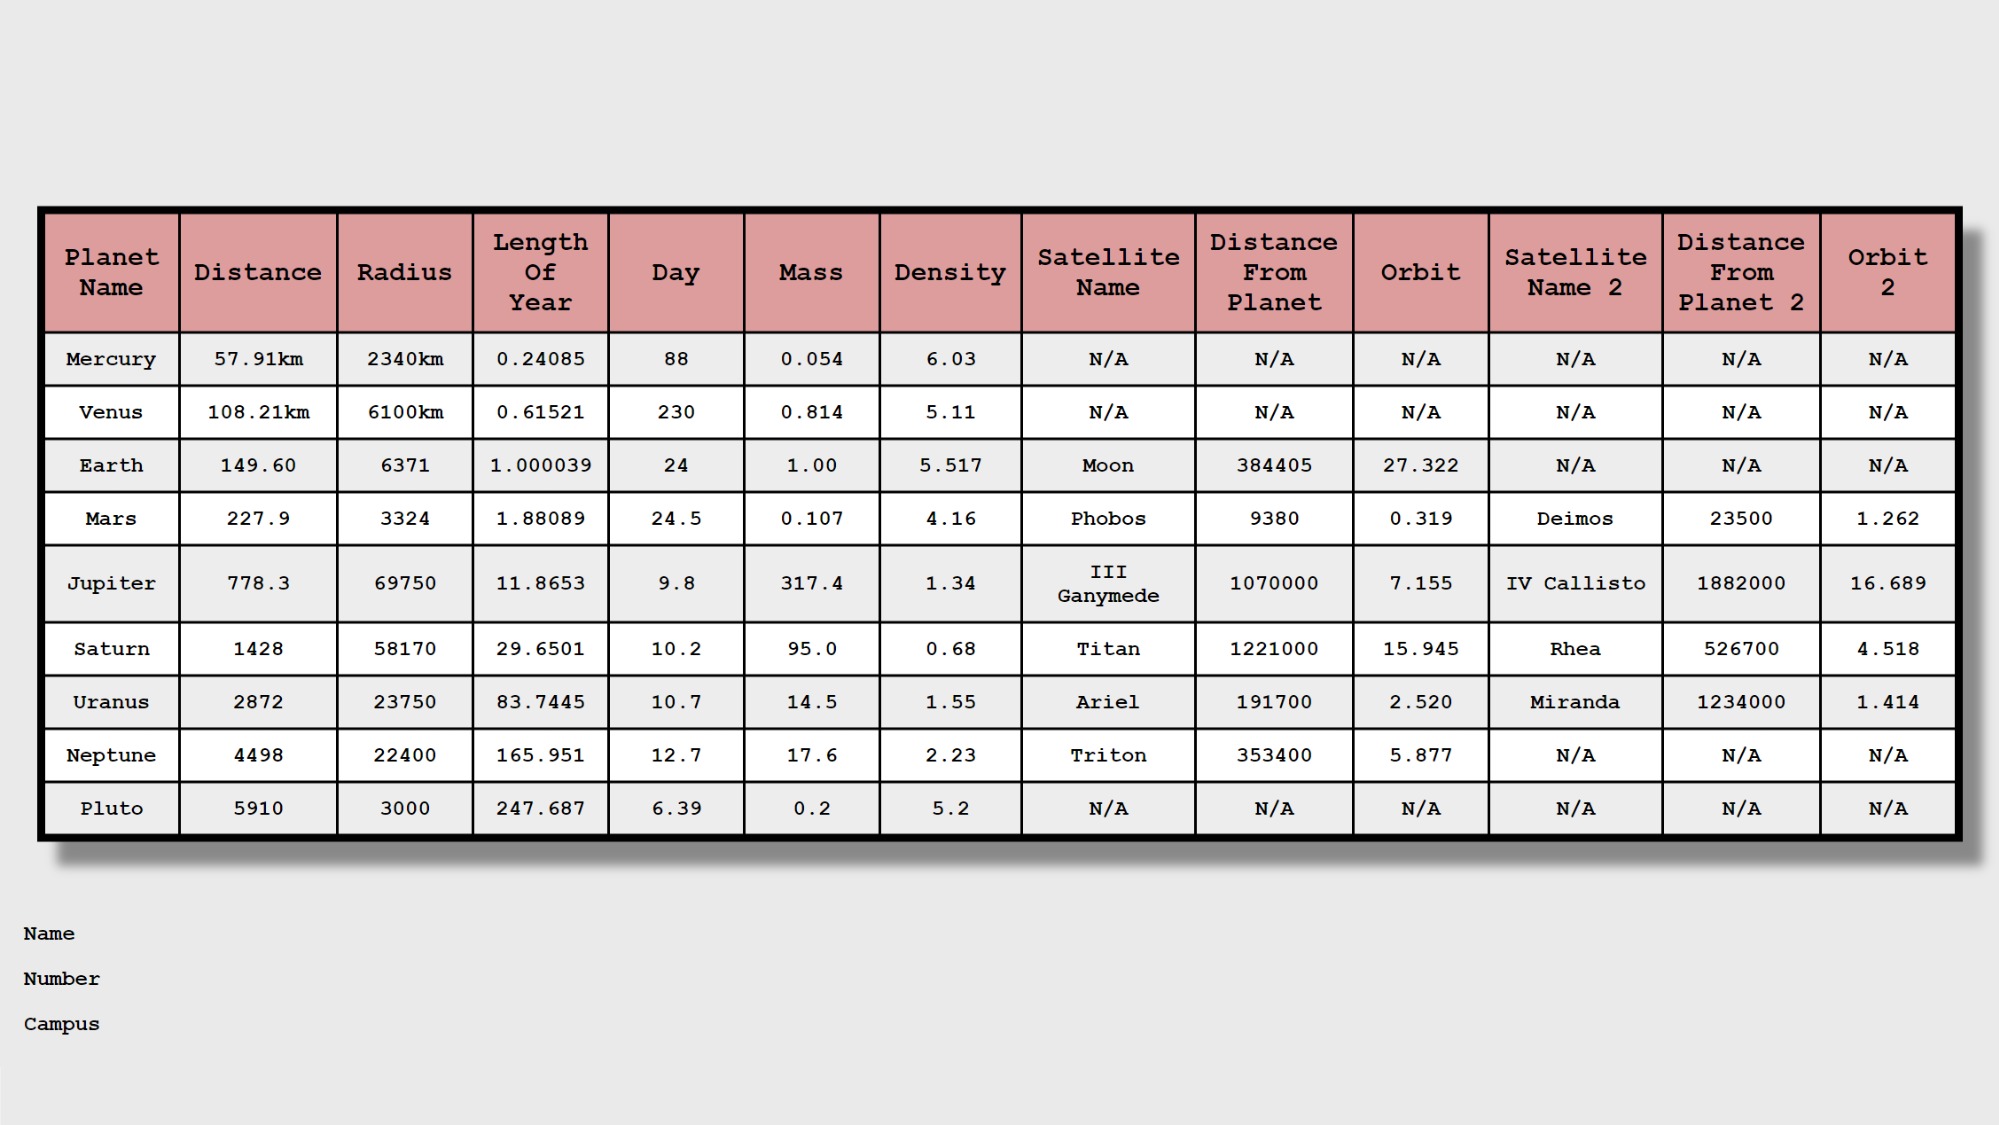 Planet Name Distance Radius Length Of Year Day Mass Density Satellite Name Distance From Planet Orbit Satellite Name 2 Distance From Planet 2 Orbit 2
Mercury 57.91km 2340km 0.24085 88 0.054 6.03 N/A N/A N/A N/A N/A N/A
Venus 108.21km 6100km 0.61521 230 0.814 5.11 N/A N/A N/A N/A N/A N/A
Earth 149.60 6371 1.000039 24 1.00 5.517 Moon 384405 27.322 N/A N/A N/A
Mars 227.9 3324 1.88089 24.5 0.107 4.16 Phobos 9380 0.319 Deimos 23500 1.262
Jupiter 778.3 69750 11.8653 9.8 317.4 1.34 III Ganymede 1070000 7.155 IV Callisto 1882000 16.689
Saturn 1428 58170 29.6501 10.2 95.0 0.68 Titan 1221000 15.945 Rhea 526700 4.518
Uranus 2872 23750 83.7445 10.7 14.5 1.55 Ariel 191700 2.520 Miranda 1234000 1.414
Neptune 4498 22400 165.951 12.7 17.6 2.23 Triton 353400 5.877 N/A N/A N/A
Pluto 5910 3000 247.687 6.39 0.2 5.2 N/A N/A N/A N/A N/A N/A
Name
Number
Campus